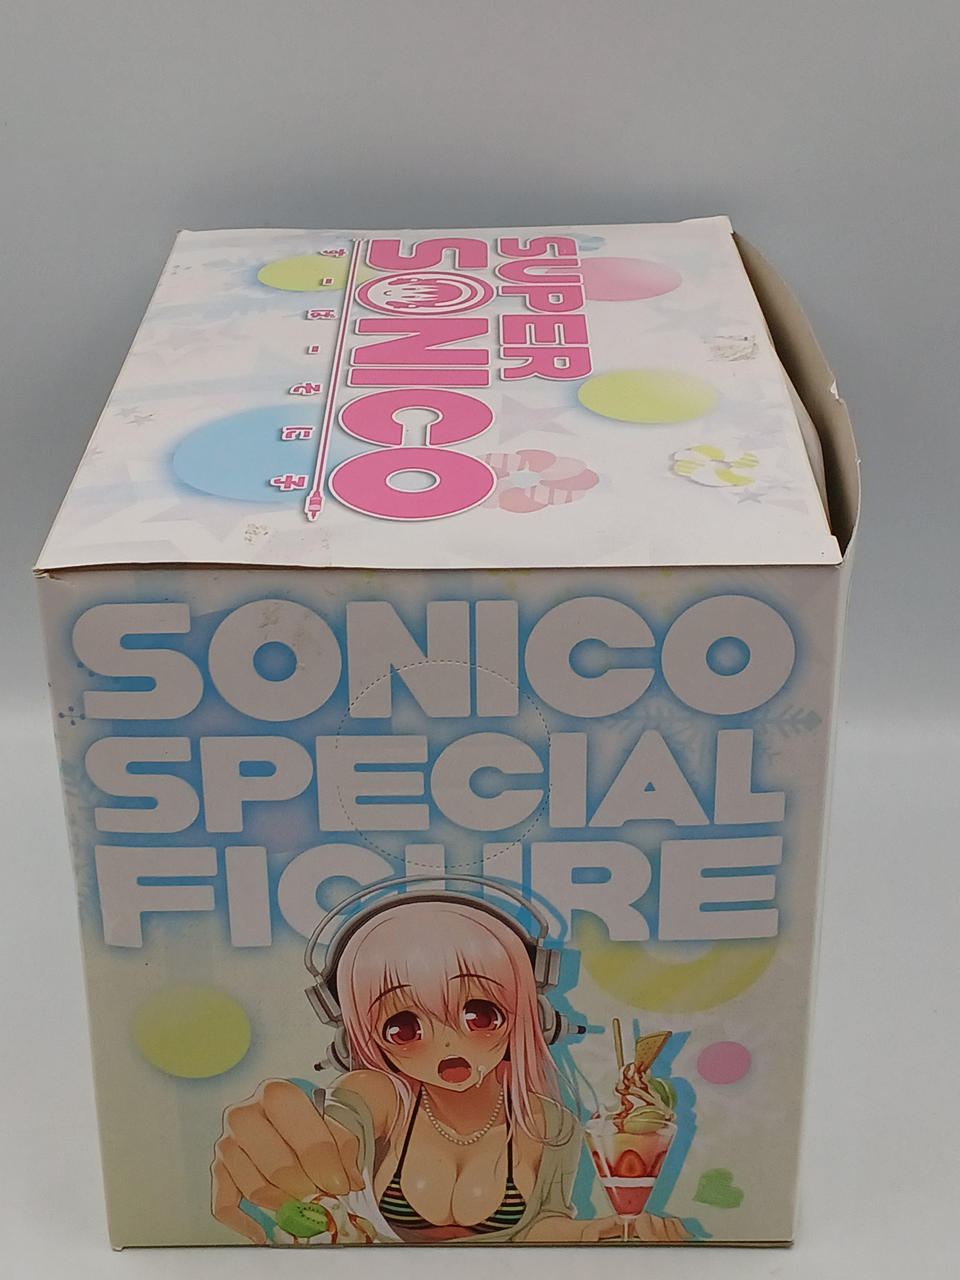 SUPER
SONICO
すーぱーそに子
SONICO
SPECIAL
FIGURE